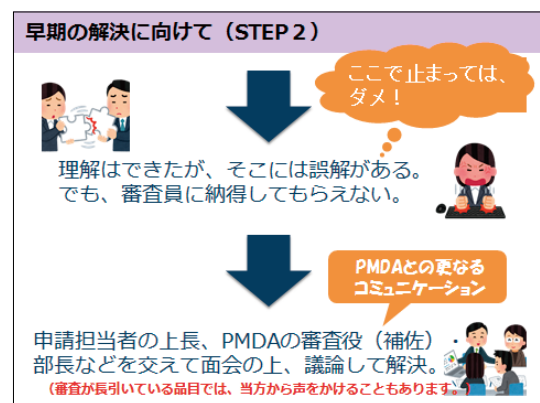 早期の解決に向けて（STEP２）
ここで止まっては、
ダメ！
理解はできたが、そこには誤解がある。
でも、審査員に納得してもらえない。
PMDAとの更なる
コミュニケーション
申請担当者の上長、PMDAの審査役（補佐）・
部長などを交えて面会の上、議論して解決。
（審査が長引いている品目では、当方から声をかけることもあります。）